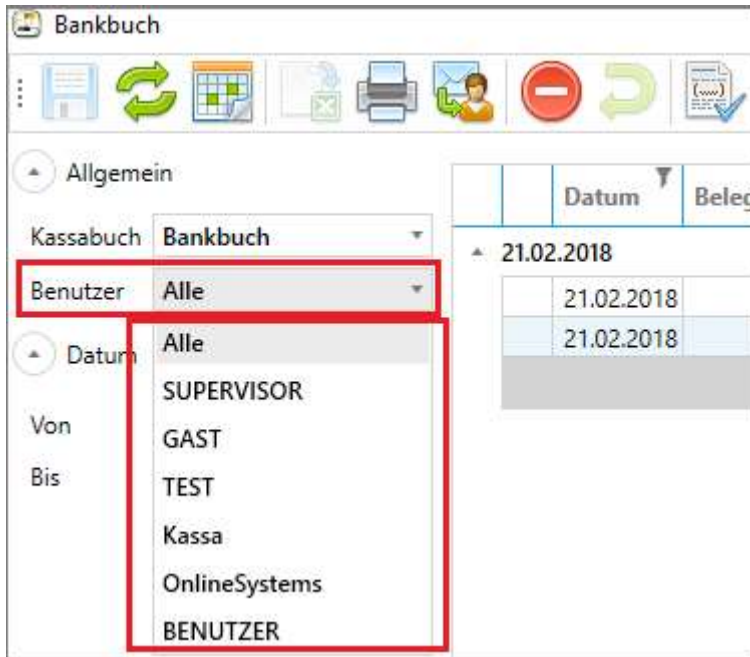 Bankbuch
Allgemein
Kassabuch Bankbuch
Benutzer Alle
Alle
SUPERVISOR
GAST
TEST
Kassa
OnlineSystems
BENUTZER
Datum
Von
Bis
Datum Beleg
21.02.2018
21.02.2018
21.02.2018